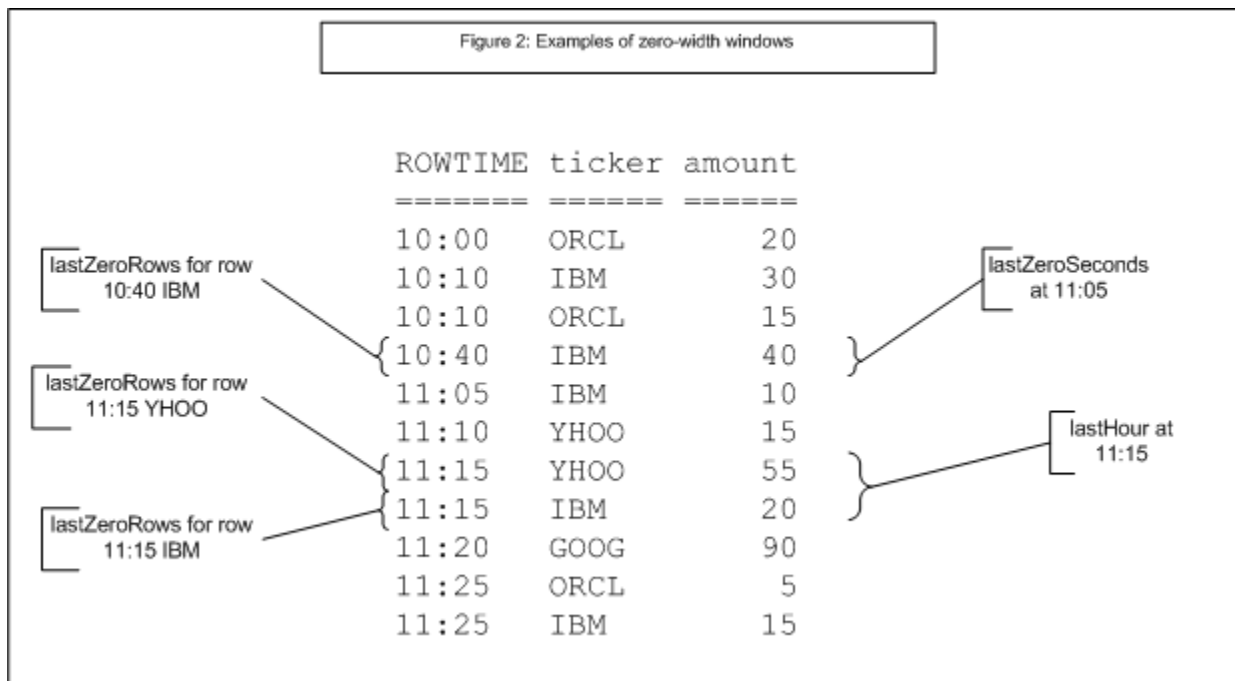 Figure 2: Examples of zero-width windows
ROWTIME ticker amount
======= ====== ======
10:00 ORCL 20
10:10 IBM 30
10:10 ORCL 15
10:40 IBM 40
11:05 IBM 10
11:10 YHOO 15
11:15 YHOO 55
11:15 IBM 20
11:20 GOOG 90
11:25 ORCL 5
11:25 IBM 15
lastZeroRows for row
10:40 IBM
lastZeroRows for row
11:15 YHOO
lastZeroRows for row
11:15 IBM
lastZeroSeconds
at 11:05
lastHour at
11:15